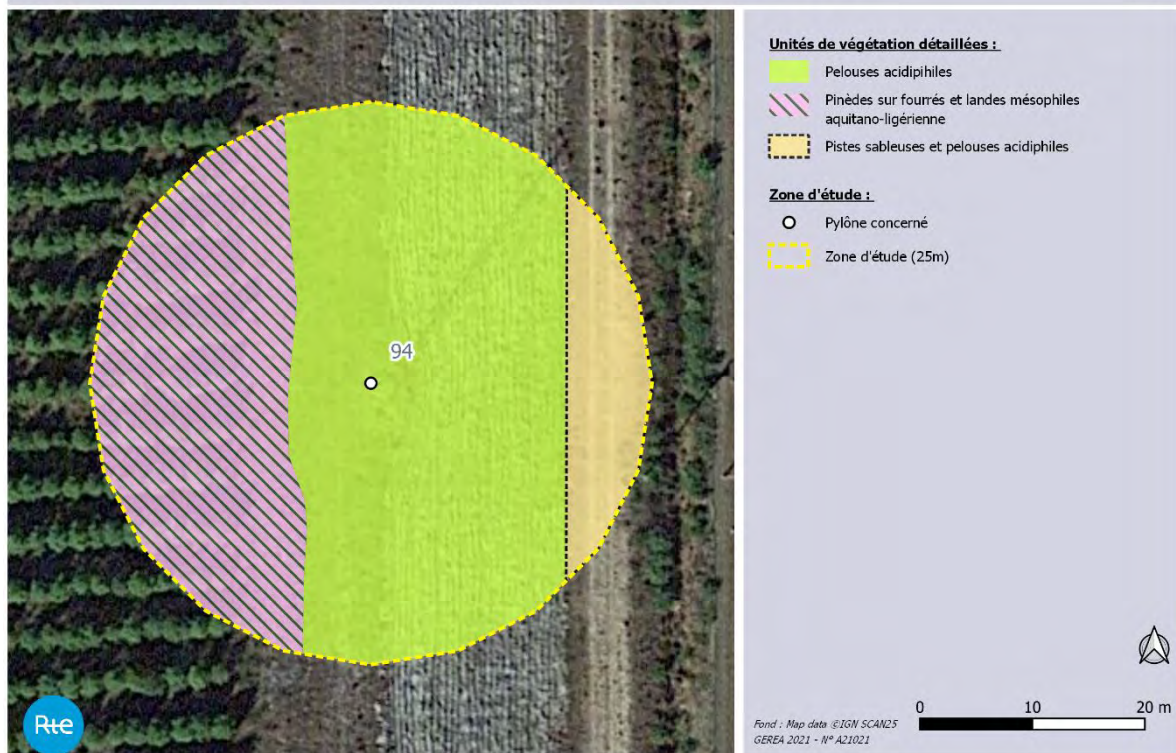 Unités de végétation détaillées :
Pelouses acidipihiles
Pinèdes sur fourrés et landes mésophiles
aquitano-ligérienne
Pistes sableuses et pelouses acidiphiles
Zone d'étude :
Pylône concerné
Zone d'étude (25m)
94
Rte
Fond : Map data ©IGN SCAN25
GEREA 2021 - N° A21021
0 10 20 m